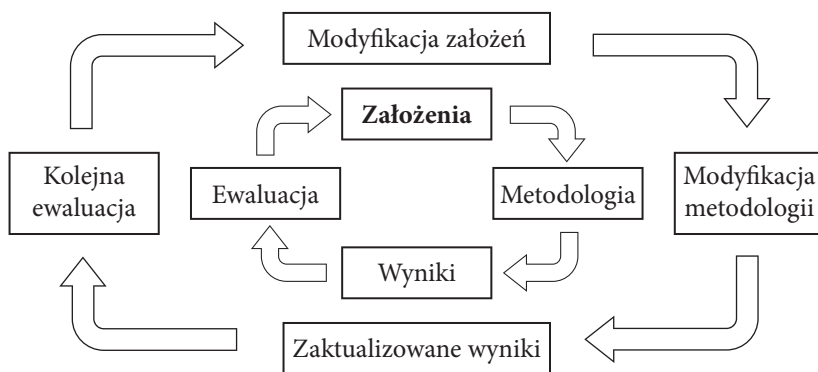 Modyfikacja założeń
Założenia
Kolejna
ewaluacja
Ewaluacja
Metodologia
Modyfikacja
metodologii
Wyniki
Zaktualizowane wyniki